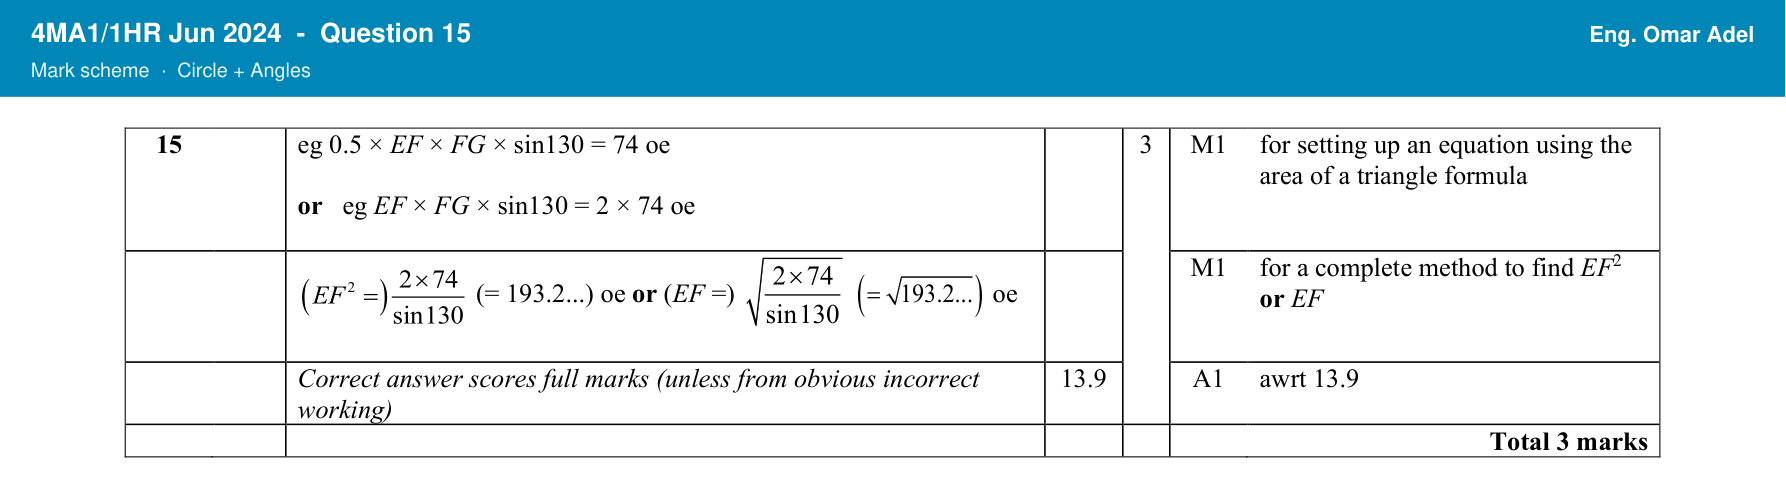 4MA1/1HR Jun 2024 - Question 15
Eng. Omar Adel
Mark scheme · Circle + Angles
15
eg 0.5 × EF × FG × sin130 = 74 oe
3
M1
for setting up an equation using the
area of a triangle formula
or eg EF × FG × sin130 = 2 × 74 oe
(EF² =) 2×74/sin130 (= 193.2...) oe or (EF =) √(2×74/sin130) (= √193.2...) oe
M1
for a complete method to find EF²
or EF
Correct answer scores full marks (unless from obvious incorrect
working)
13.9
A1
awrt 13.9
Total 3 marks